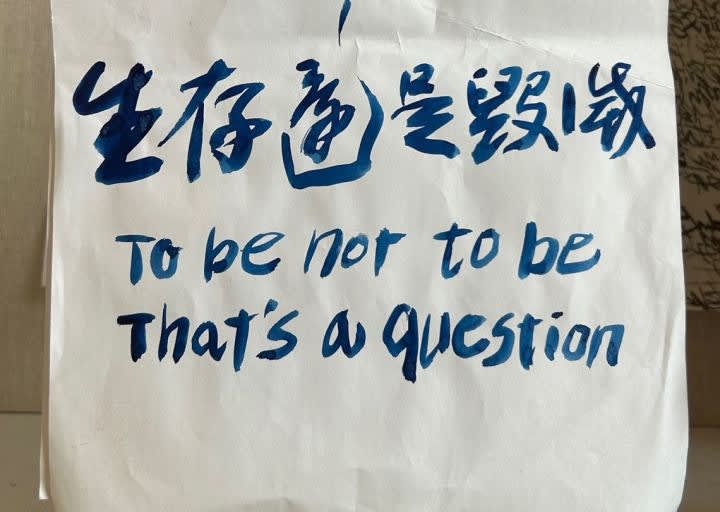 生存還是毀滅
To be nor to be
That's a question